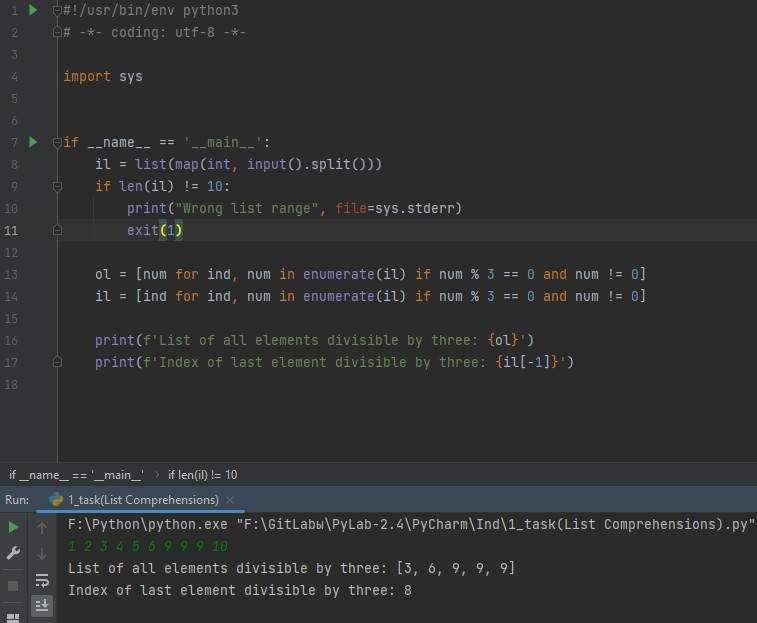 1 #!/usr/bin/env python3
2 # -*- coding: utf-8 -*-
3
4 import sys
5
6
7 if __name__ == '__main__':
8     il = list(map(int, input().split()))
9     if len(il) != 10:
10         print("Wrong list range", file=sys.stderr)
11         exit(1)
12
13     ol = [num for ind, num in enumerate(il) if num % 3 == 0 and num != 0]
14     il = [ind for ind, num in enumerate(il) if num % 3 == 0 and num != 0]
15
16     print(f'List of all elements divisible by three: {ol}')
17     print(f'Index of last element divisible by three: {il[-1]}')
18
if __name__ == '__main__' › if len(il) != 10
Run: 1_task(List Comprehensions) ×
F:\Python\python.exe "F:\GitLabы\PyLab-2.4\PyCharm\Ind\1_task(List Comprehensions).py"
1 2 3 4 5 6 9 9 9 10
List of all elements divisible by three: [3, 6, 9, 9, 9]
Index of last element divisible by three: 8